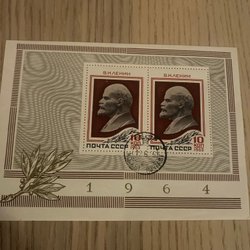 В.И.ЛЕНИН В.И.ЛЕНИН
10 10
ПОЧТА СССР ПОЧТА СССР
1964